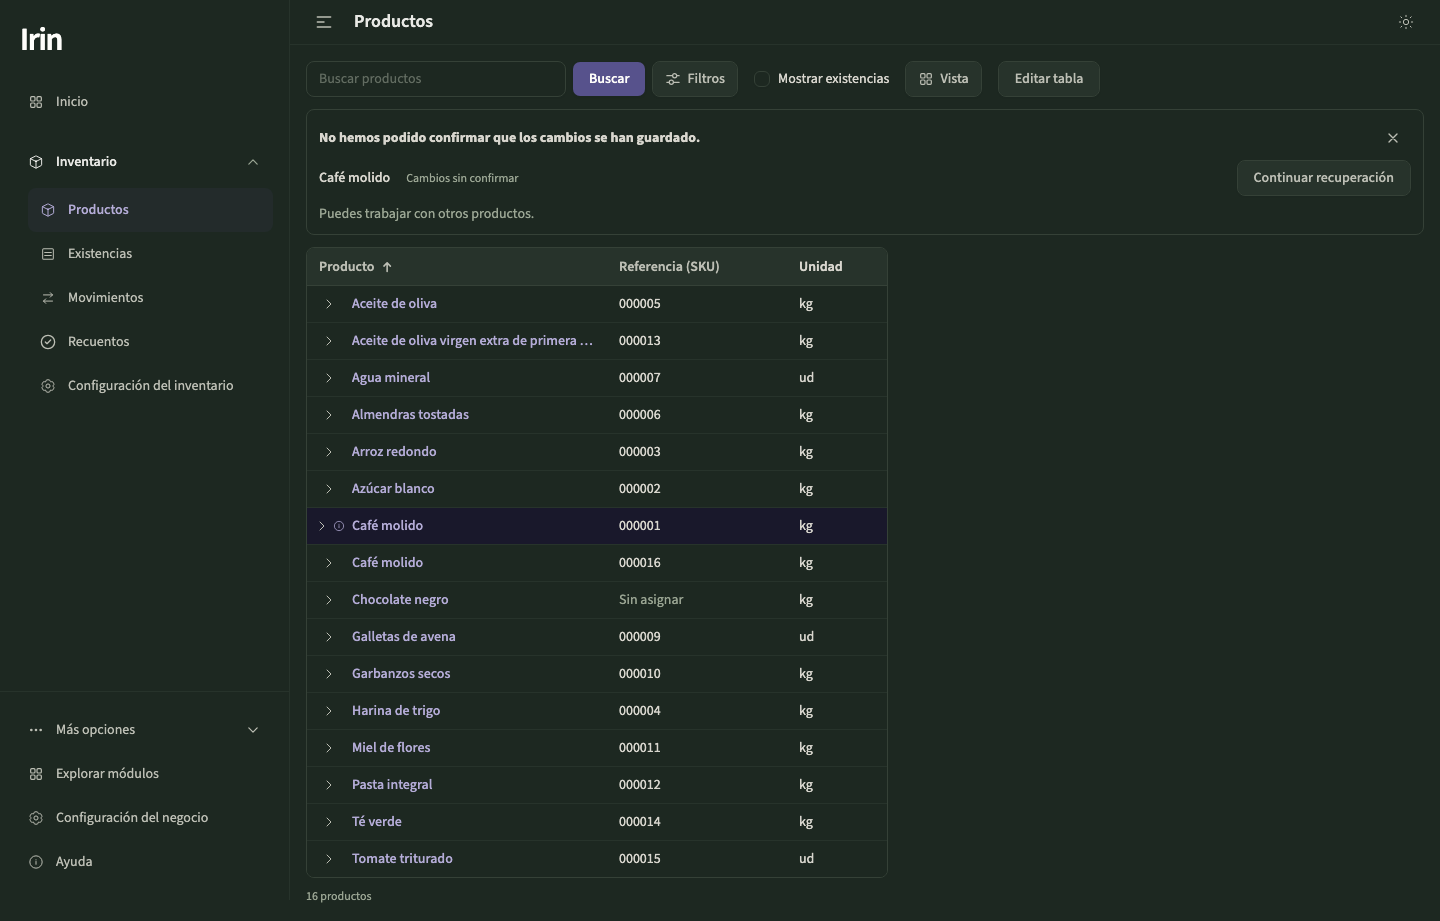 Irin
Inicio
Inventario
Productos
Existencias
Movimientos
Recuentos
Configuración del inventario
Más opciones
Explorar módulos
Configuración del negocio
Ayuda
Productos
Buscar productos
Buscar
Filtros
Mostrar existencias
Vista
Editar tabla
No hemos podido confirmar que los cambios se han guardado.
Café molido Cambios sin confirmar
Continuar recuperación
Puedes trabajar con otros productos.
Producto Referencia (SKU) Unidad
Aceite de oliva 000005 kg
Aceite de oliva virgen extra de primera ... 000013 kg
Agua mineral 000007 ud
Almendras tostadas 000006 kg
Arroz redondo 000003 kg
Azúcar blanco 000002 kg
Café molido 000001 kg
Café molido 000016 kg
Chocolate negro Sin asignar kg
Galletas de avena 000009 ud
Garbanzos secos 000010 kg
Harina de trigo 000004 kg
Miel de flores 000011 kg
Pasta integral 000012 kg
Té verde 000014 kg
Tomate triturado 000015 ud
16 productos